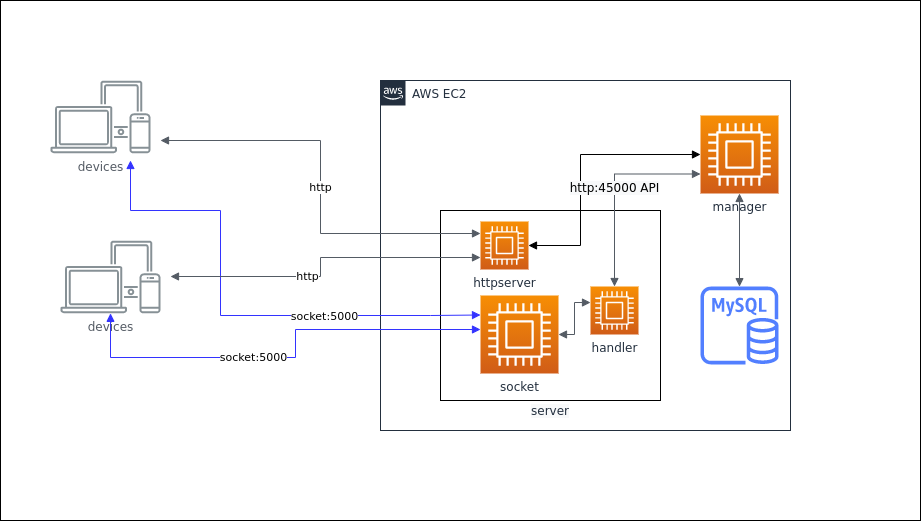 aws
AWS EC2
devices
http
http:45000 API
manager
httpserver
http
MySQL
socket:5000
devices
handler
socket:5000
socket
server